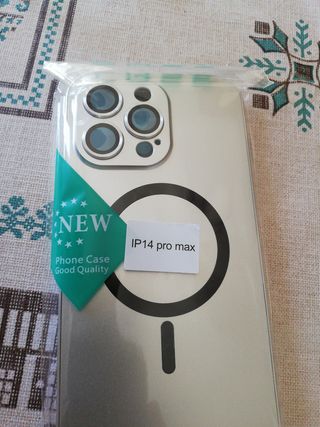 NEW
Phone Case
Good Quality
IP14 pro max